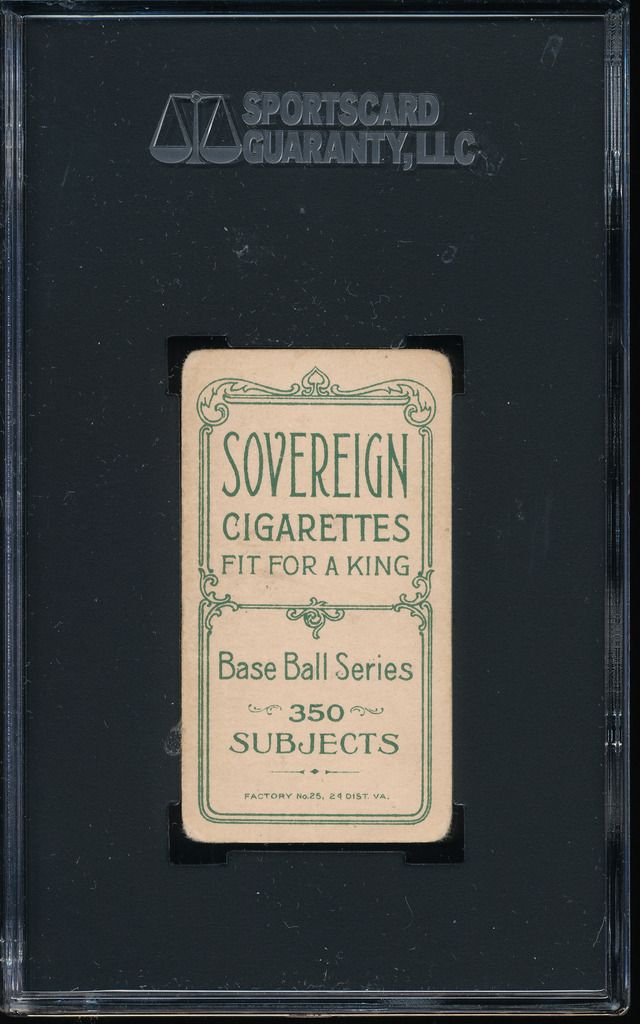 SPORTSCARD
GUARANTY, LLC
SOVEREIGN
CIGARETTES
FIT FOR A KING
Base Ball Series
350
SUBJECTS
FACTORY No. 25, 2d DIST. VA.